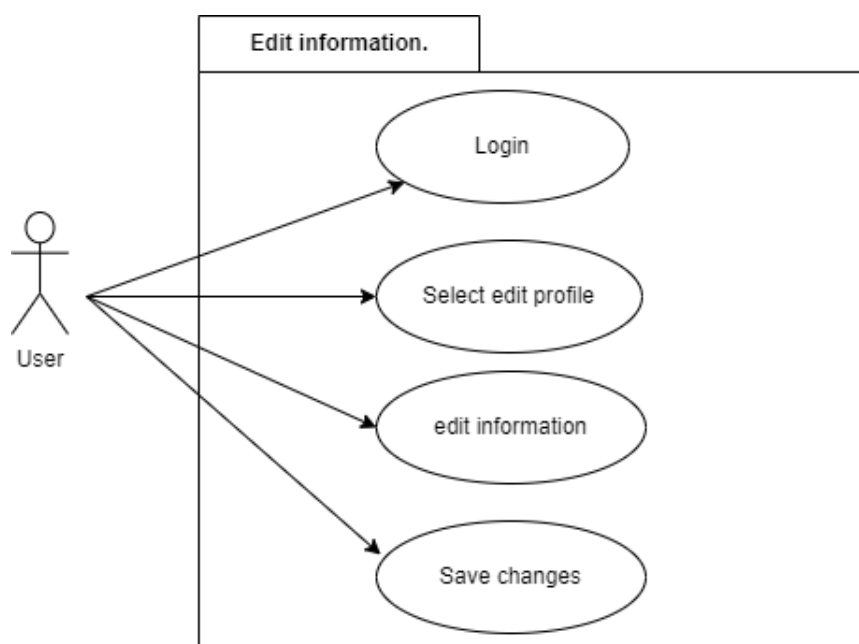 Edit information.
Login
Select edit profile
User
edit information
Save changes